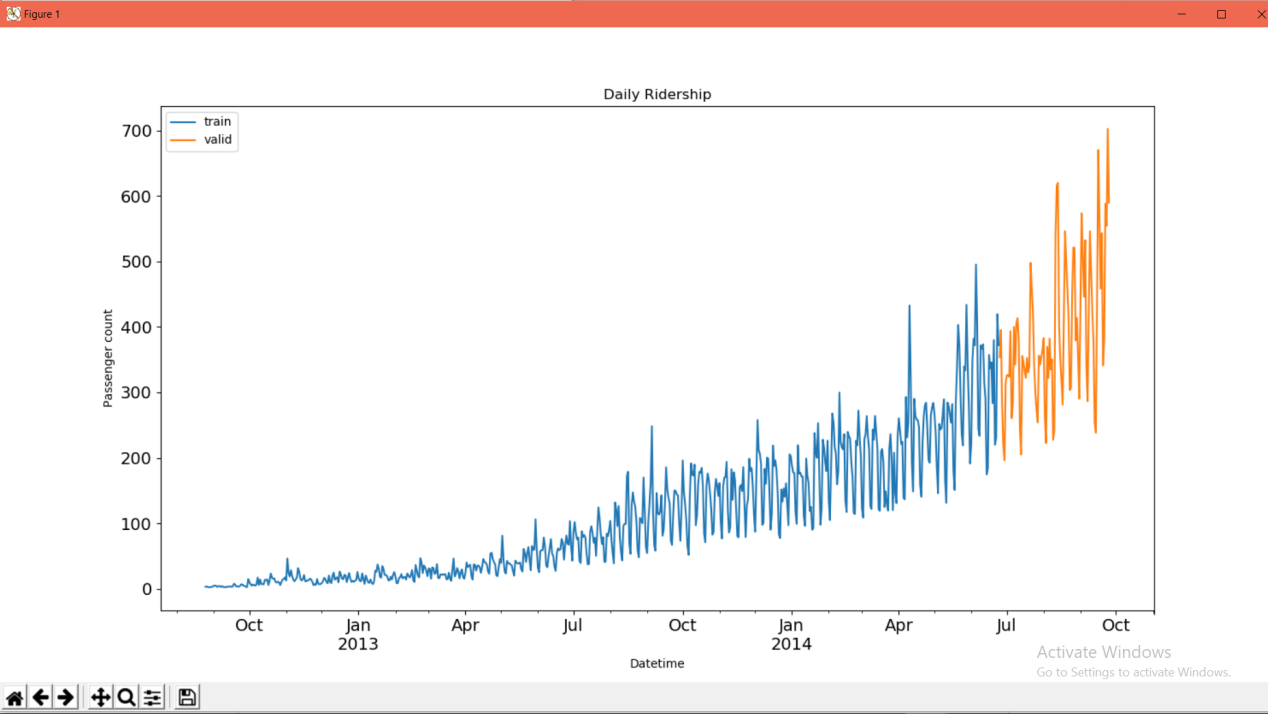 Figure 1
Daily Ridership
train
valid
700
600
500
400
300
200
100
0
Passenger count
Oct Jan Apr Jul Oct Jan Apr Jul Oct
2013 2014
Datetime
Activate Windows
Go to Settings to activate Windows.